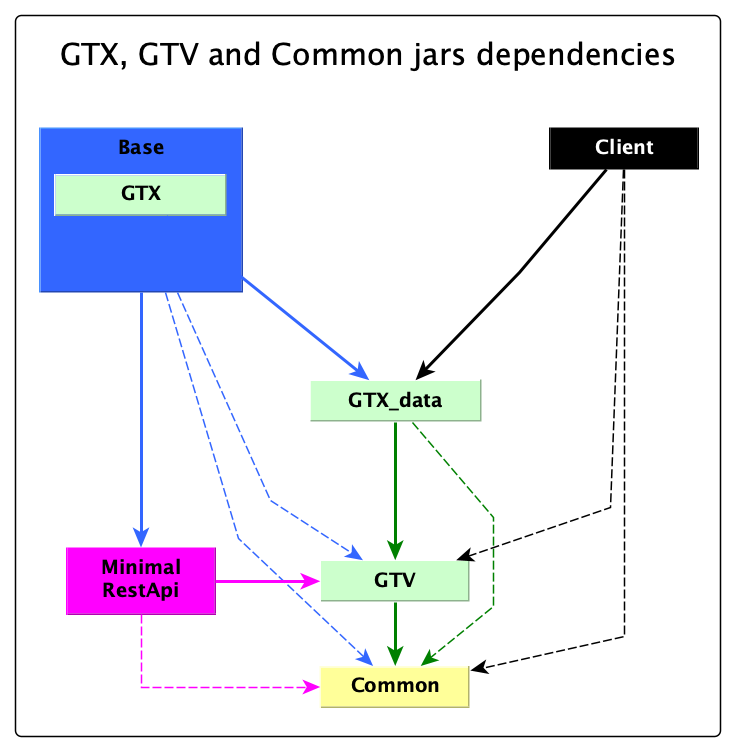 GTX, GTV and Common jars dependencies
Base
Client
GTX
GTX_data
Minimal
RestApi
GTV
Common